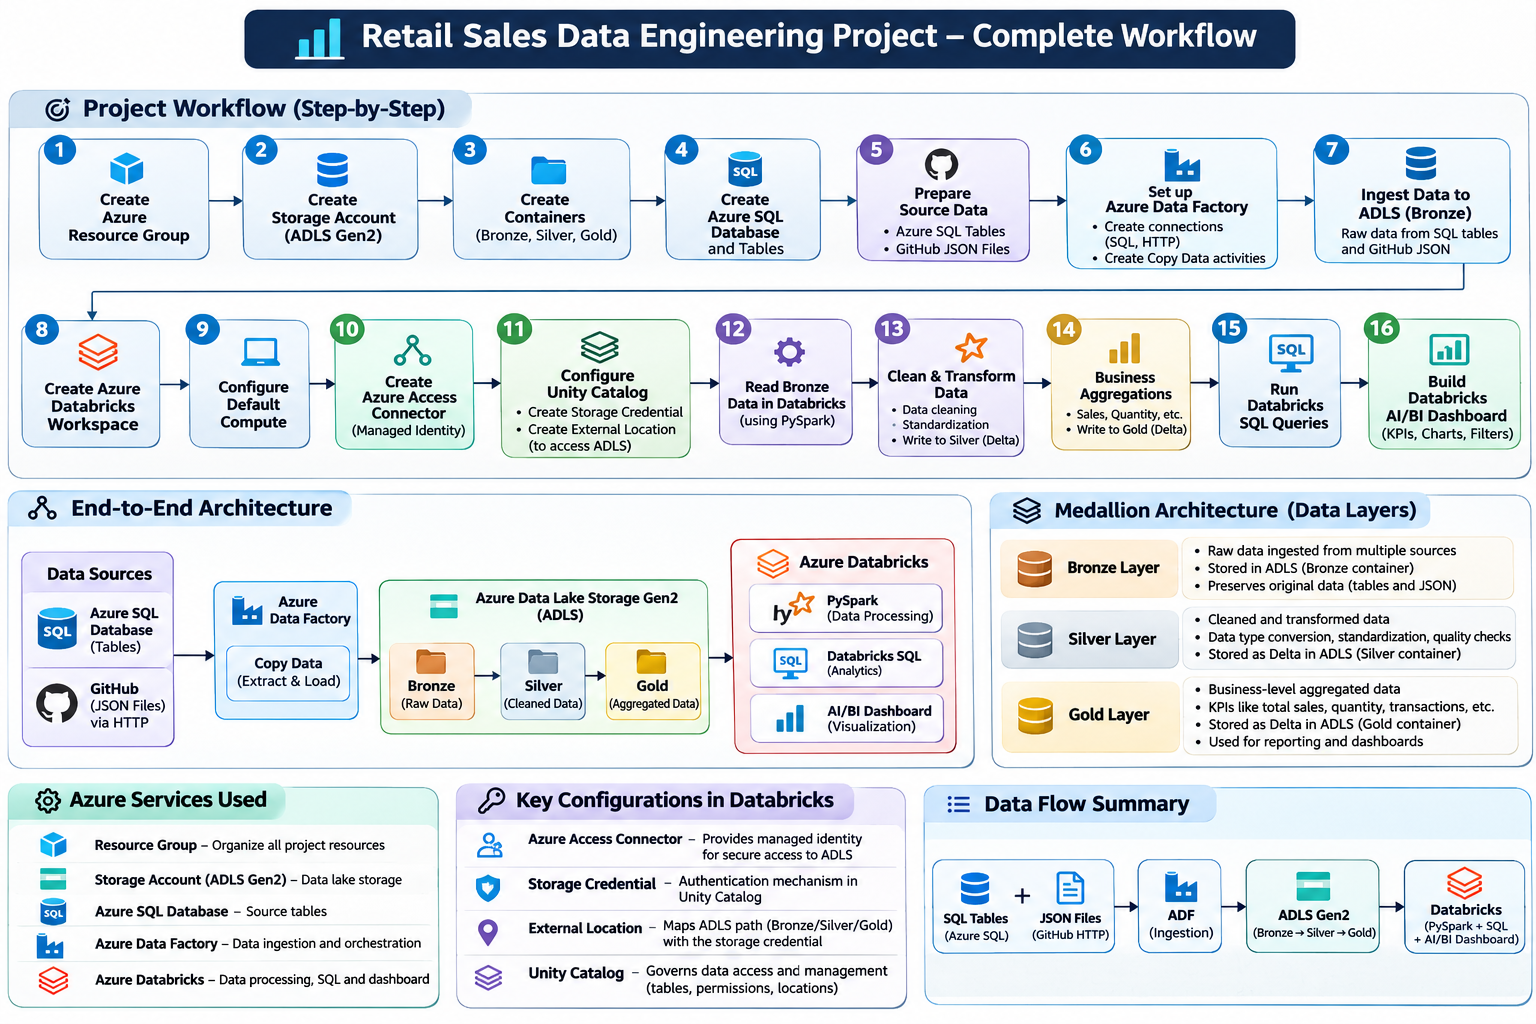 Retail Sales Data Engineering Project – Complete Workflow
Project Workflow (Step-by-Step)
1
Create
Azure
Resource Group
2
Create
Storage Account
(ADLS Gen2)
3
Create
Containers
(Bronze, Silver, Gold)
4
SQL
Create
Azure SQL
Database
and Tables
5
Prepare
Source Data
• Azure SQL Tables
• GitHub JSON Files
6
Set up
Azure Data Factory
• Create connections
(SQL, HTTP)
• Create Copy Data activities
7
Ingest Data to
ADLS (Bronze)
Raw data from SQL tables
and GitHub JSON
8
Create Azure
Databricks
Workspace
9
Configure
Default
Compute
10
Create
Azure Access
Connector
(Managed Identity)
11
Configure
Unity Catalog
• Create Storage Credential
• Create External Location
(to access ADLS)
12
Read Bronze
Data in Databricks
(using PySpark)
13
Clean & Transform
Data
• Data cleaning
• Standardization
• Write to Silver (Delta)
14
Business
Aggregations
• Sales, Quantity, etc.
• Write to Gold (Delta)
15
SQL
Run
Databricks
SQL Queries
16
Build
Databricks
AI/BI Dashboard
(KPIs, Charts, Filters)
End-to-End Architecture
Data Sources
SQL
Azure SQL
Database
(Tables)
GitHub
(JSON Files)
via HTTP
Azure
Data Factory
Copy Data
(Extract & Load)
Azure Data Lake Storage Gen2
(ADLS)
Bronze
(Raw Data)
Silver
(Cleaned Data)
Gold
(Aggregated Data)
Azure Databricks
PySpark
(Data Processing)
SQL
Databricks SQL
(Analytics)
AI/BI Dashboard
(Visualization)
Medallion Architecture (Data Layers)
Bronze Layer
• Raw data ingested from multiple sources
• Stored in ADLS (Bronze container)
• Preserves original data (tables and JSON)
Silver Layer
• Cleaned and transformed data
• Data type conversion, standardization, quality checks
• Stored as Delta in ADLS (Silver container)
Gold Layer
• Business-level aggregated data
• KPIs like total sales, quantity, transactions, etc.
• Stored as Delta in ADLS (Gold container)
• Used for reporting and dashboards
Azure Services Used
Resource Group – Organize all project resources
Storage Account (ADLS Gen2) – Data lake storage
SQL
Azure SQL Database – Source tables
Azure Data Factory – Data ingestion and orchestration
Azure Databricks – Data processing, SQL and dashboard
Key Configurations in Databricks
Azure Access Connector – Provides managed identity
for secure access to ADLS
Storage Credential – Authentication mechanism in
Unity Catalog
External Location – Maps ADLS path (Bronze/Silver/Gold)
with the storage credential
Unity Catalog – Governs data access and management
(tables, permissions, locations)
Data Flow Summary
SQL Tables
(Azure SQL)
+
JSON Files
(GitHub HTTP)
ADF
(Ingestion)
ADLS Gen2
(Bronze → Silver → Gold)
Databricks
(PySpark + SQL
+ AI/BI Dashboard)